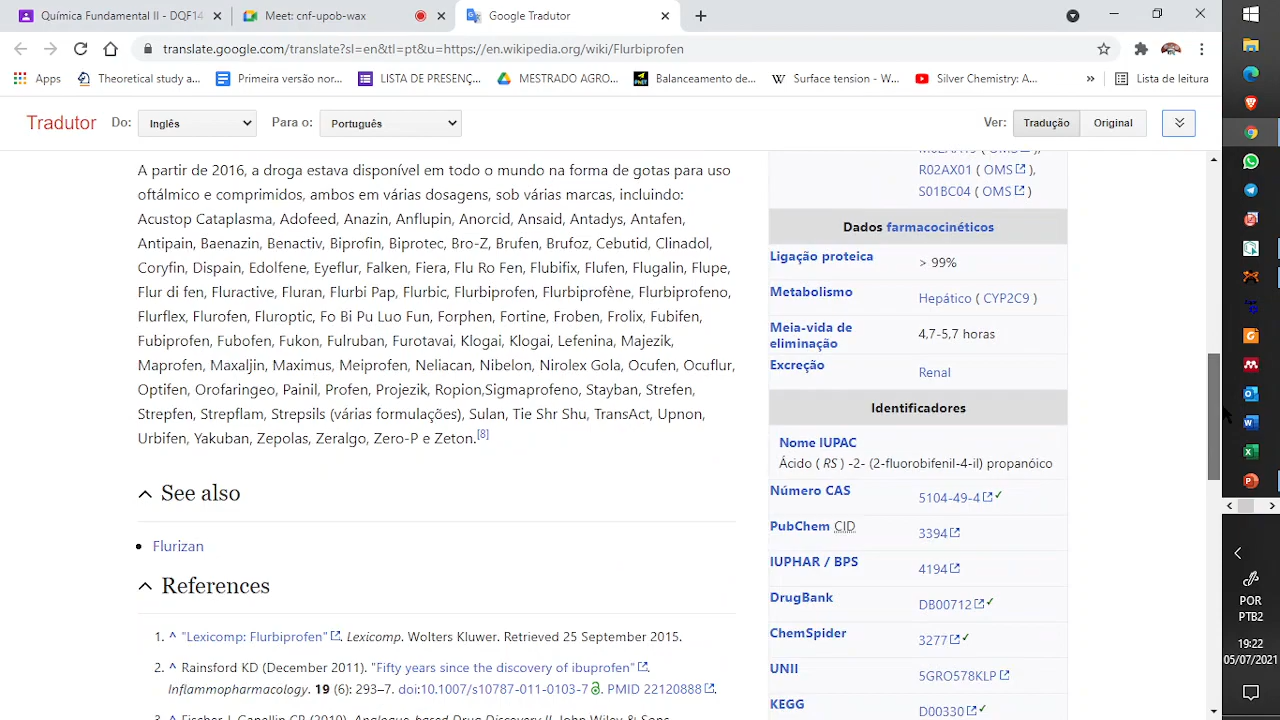 Química Fundamental II – DQF14
Meet: cnf-upob-wax
Google Tradutor
translate.google.com/translate?sl=en&tl=pt&u=https://en.wikipedia.org/wiki/Flurbiprofen
Apps
Theoretical study a...
Primeira versão nor...
LISTA DE PRESENÇ...
MESTRADO AGRO...
Balanceamento de...
Surface tension - W...
Silver Chemistry: A...
Lista de leitura
Tradutor
Do:
Inglês
Para o:
Português
Ver:
Tradução
Original
A partir de 2016, a droga estava disponível em todo o mundo na forma de gotas para uso
oftálmico e comprimidos, ambos em várias dosagens, sob várias marcas, incluindo:
Acustop Cataplasma, Adofeed, Anazin, Anflupin, Anorcid, Ansaid, Antadys, Antafen,
Antipain, Baenazin, Benactiv, Biprofin, Biprotec, Bro-Z, Brufen, Brufoz, Cebutid, Clinadol,
Coryfin, Dispain, Edolfene, Eyeflur, Falken, Fiera, Flu Ro Fen, Flubifix, Flufen, Flugalin, Flupe,
Flur di fen, Fluractive, Fluran, Flurbi Pap, Flurbic, Flurbiprofen, Flurbiprofène, Flurbiprofeno,
Flurflex, Flurofen, Fluroptic, Fo Bi Pu Luo Fun, Forphen, Fortine, Froben, Frolix, Fubifen,
Fubiprofen, Fubofen, Fukon, Fulruban, Furotavai, Klogai, Klogat, Lefenina, Majezik,
Maprofen, Maxaljin, Maximus, Meiprofen, Neliacan, Nibelon, Nirolex Gola, Ocufen, Ocuflur,
Optifen, Orofaringeo, Painil, Profen, Projezik, Ropion,Sigmaprofeno, Stayban, Strefen,
Strepfen, Strepflam, Strepsils (várias formulações), Sulan, Tie Shr Shu, TransAct, Upnon,
Urbifen, Yakuban, Zepolas, Zeralgo, Zero-P e Zeton.[8]
See also
Flurizan
References
1. ^ "Lexicomp: Flurbiprofen". Lexicomp. Wolters Kluwer. Retrieved 25 September 2015.
2. ^ Rainsford KD (December 2011). "Fifty years since the discovery of ibuprofen".
Inflammopharmacology. 19 (6): 293–7. doi:10.1007/s10787-011-0103-7. PMID 22120888.
R02AX01 ( OMS ),
S01BC04 ( OMS )
Dados farmacocinéticos
Ligação proteica
> 99%
Metabolismo
Hepático ( CYP2C9 )
Meia-vida de
eliminação
4,7-5,7 horas
Excreção
Renal
Identificadores
Nome IUPAC
Ácido ( RS ) -2- (2-fluorobifenil-4-il) propanóico
Número CAS
5104-49-4
PubChem CID
3394
IUPHAR / BPS
4194
DrugBank
DB00712
ChemSpider
3277
UNII
5GRO578KLP
KEGG
D00330
POR
PTB2
19:22
05/07/2021